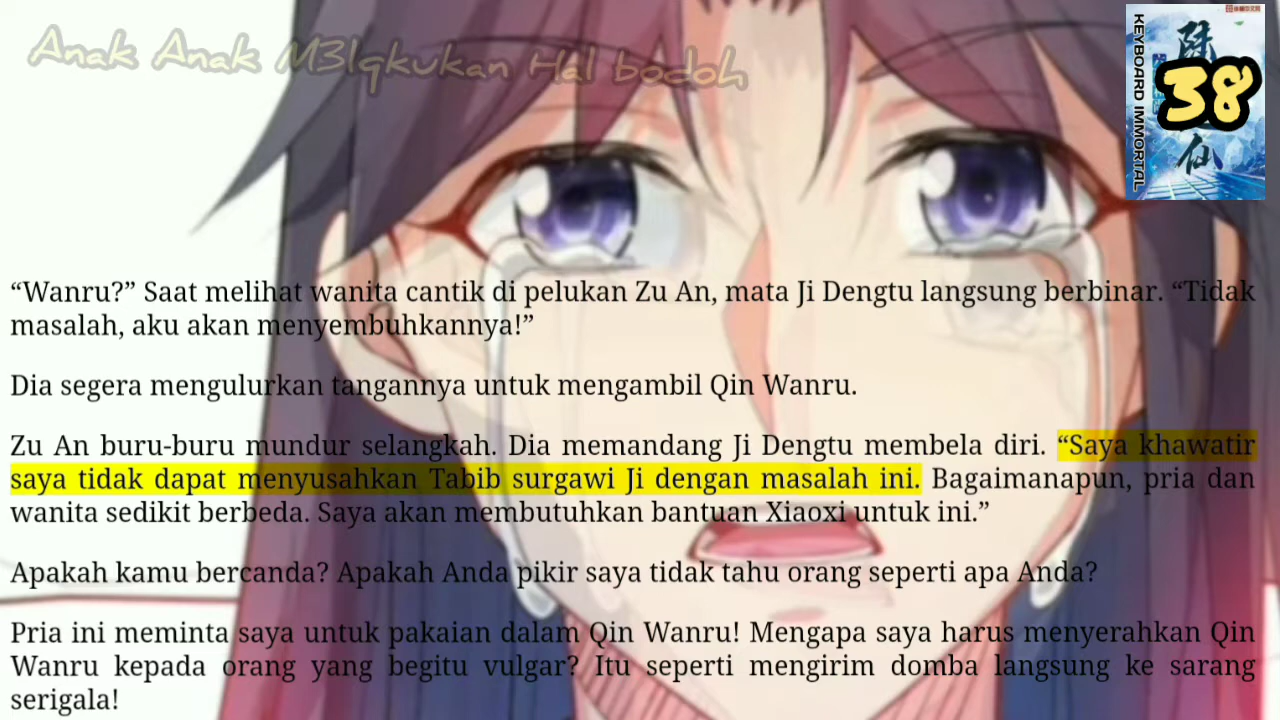 Anak Anak M3lqkukan Hal bodoh
KEYBOARD IMMORTAL
38
“Wanru?” Saat melihat wanita cantik di pelukan Zu An, mata Ji Dengtu langsung berbinar. “Tidak
masalah, aku akan menyembuhkannya!”
Dia segera mengulurkan tangannya untuk mengambil Qin Wanru.
Zu An buru-buru mundur selangkah. Dia memandang Ji Dengtu membela diri. “Saya khawatir
saya tidak dapat menyusahkan Tabib surgawi Ji dengan masalah ini. Bagaimanapun, pria dan
wanita sedikit berbeda. Saya akan membutuhkan bantuan Xiaoxi untuk ini.”
Apakah kamu bercanda? Apakah Anda pikir saya tidak tahu orang seperti apa Anda?
Pria ini meminta saya untuk pakaian dalam Qin Wanru! Mengapa saya harus menyerahkan Qin
Wanru kepada orang yang begitu vulgar? Itu seperti mengirim domba langsung ke sarang
serigala!